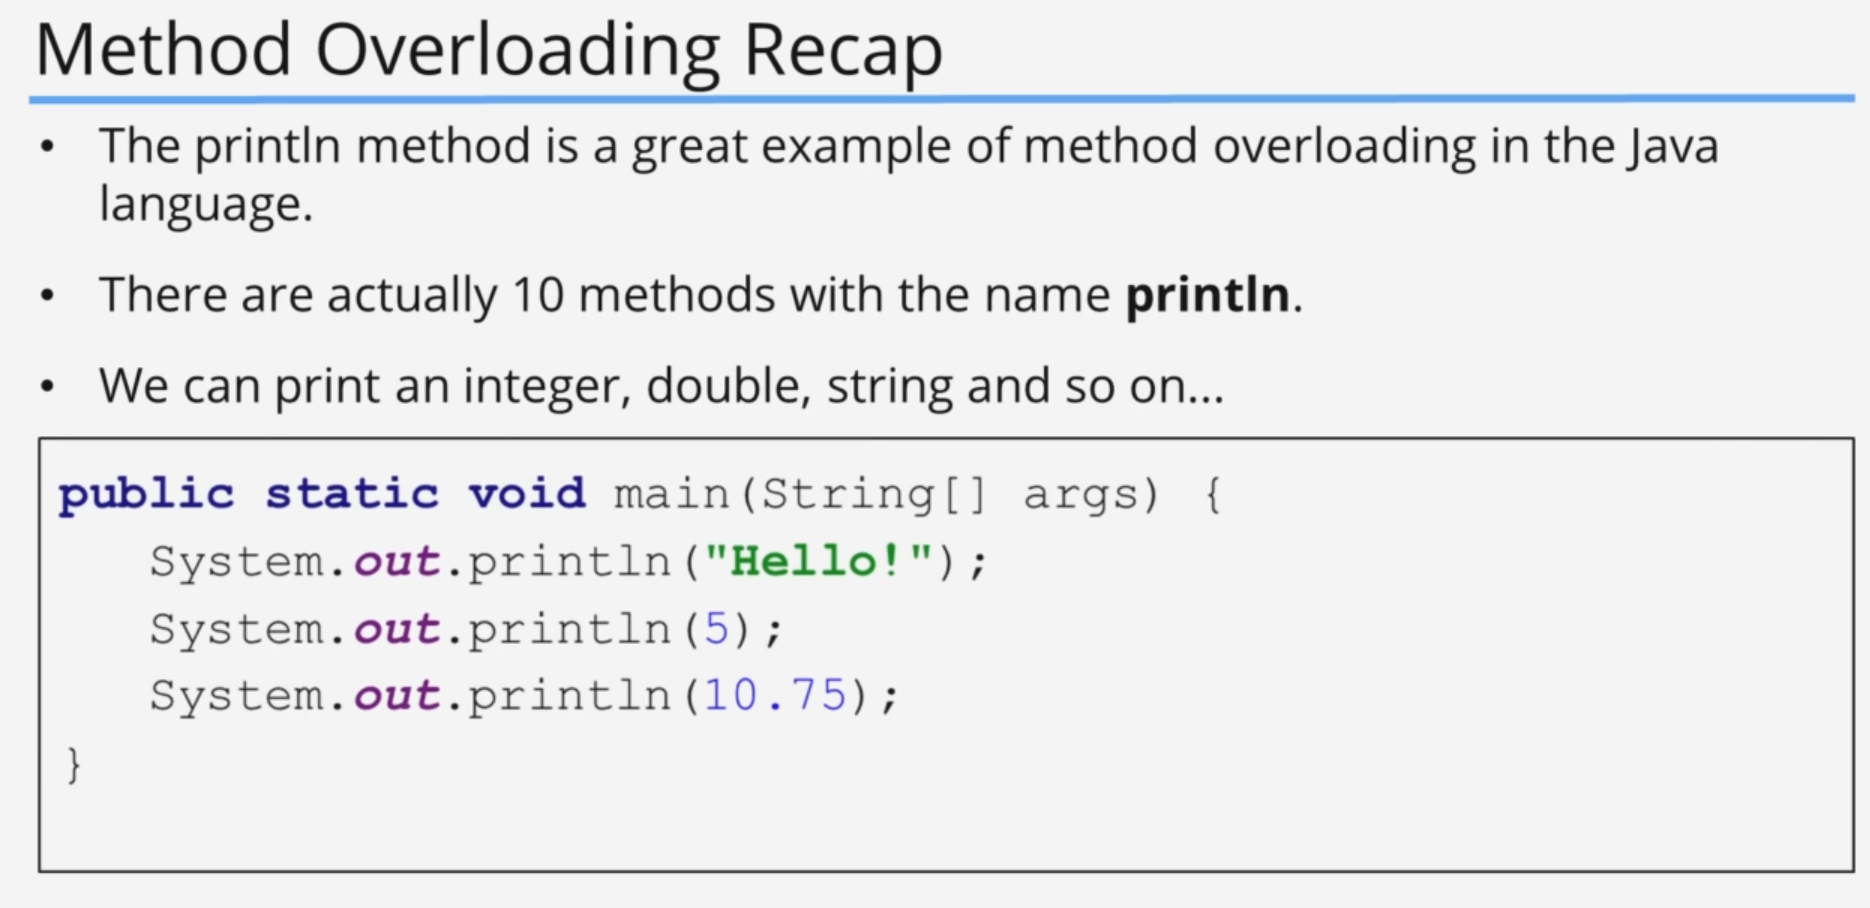 Method Overloading Recap
• The println method is a great example of method overloading in the Java
language.
• There are actually 10 methods with the name println.
• We can print an integer, double, string and so on...
public static void main(String[] args) {
System.out.println("Hello!");
System.out.println(5);
System.out.println(10.75);
}